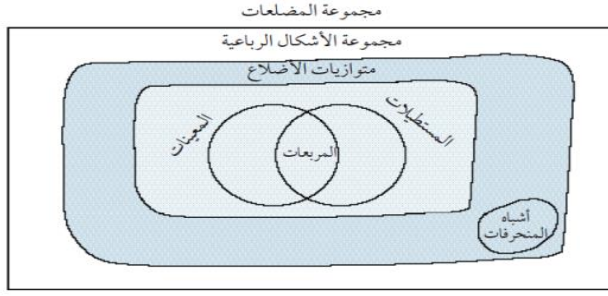 مجموعة المضلعات
مجموعة الأشكال الرباعية
متوازيات الأضلاع
المستطيلات
المعينات
المربعات
أشباه
المنحرفات